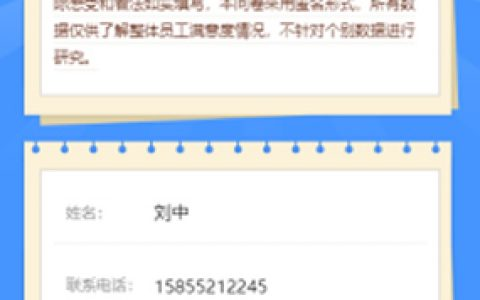 际感受和看法如实填写，本问卷采用匿名形式，所有数
据仅供了解整体员工满意度情况，不针对个别数据进行
研究。
姓名： 刘中
联系电话： 15855212245